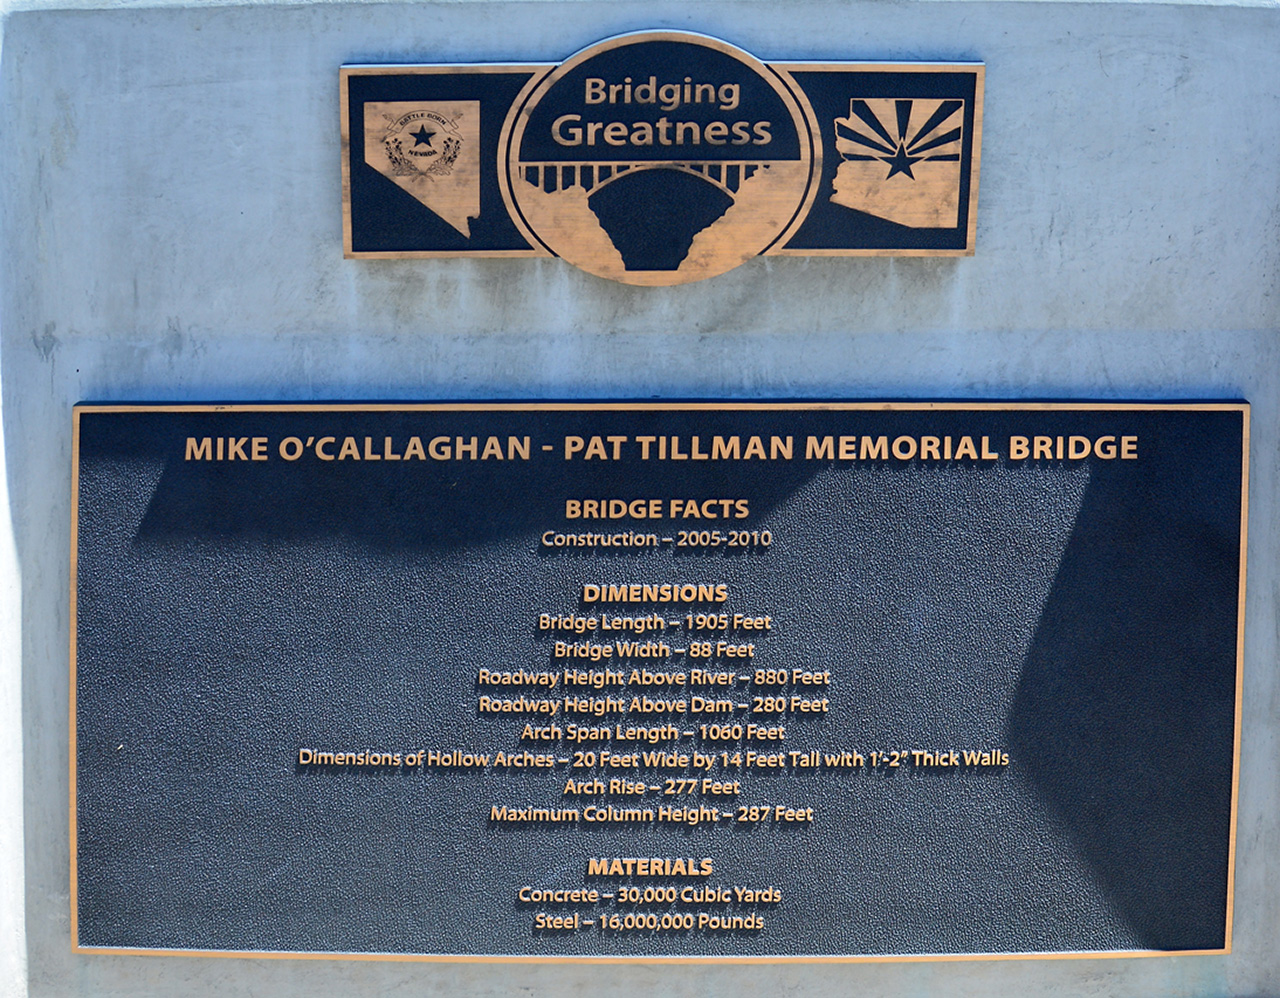 Bridging
Greatness
BATTLE BORN
NEVADA
MIKE O'CALLAGHAN - PAT TILLMAN MEMORIAL BRIDGE
BRIDGE FACTS
Construction – 2005-2010
DIMENSIONS
Bridge Length – 1905 Feet
Bridge Width – 88 Feet
Roadway Height Above River – 880 Feet
Roadway Height Above Dam – 280 Feet
Arch Span Length – 1060 Feet
Dimensions of Hollow Arches – 20 Feet Wide by 14 Feet Tall with 1'-2" Thick Walls
Arch Rise – 277 Feet
Maximum Column Height – 287 Feet
MATERIALS
Concrete – 30,000 Cubic Yards
Steel – 16,000,000 Pounds